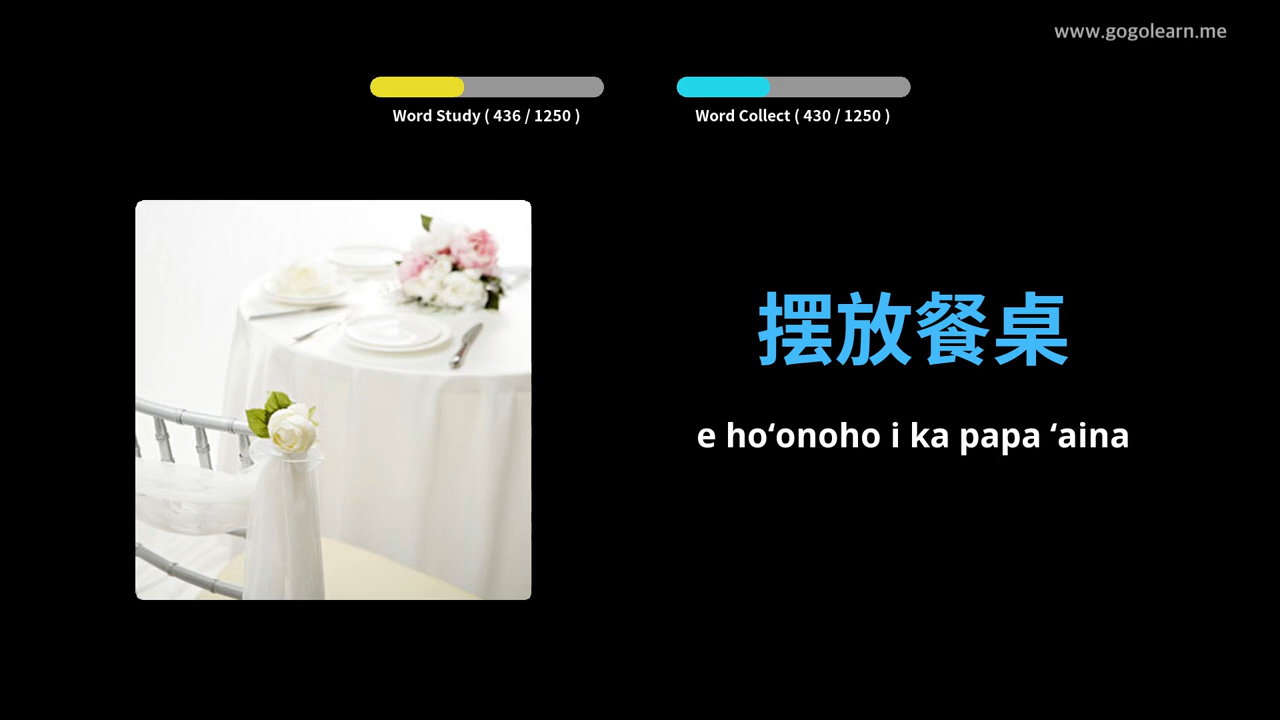 www.gogolearn.me
Word Study ( 436 / 1250 )
Word Collect ( 430 / 1250 )
摆放餐桌
e hoʻonoho i ka papa ʻaina